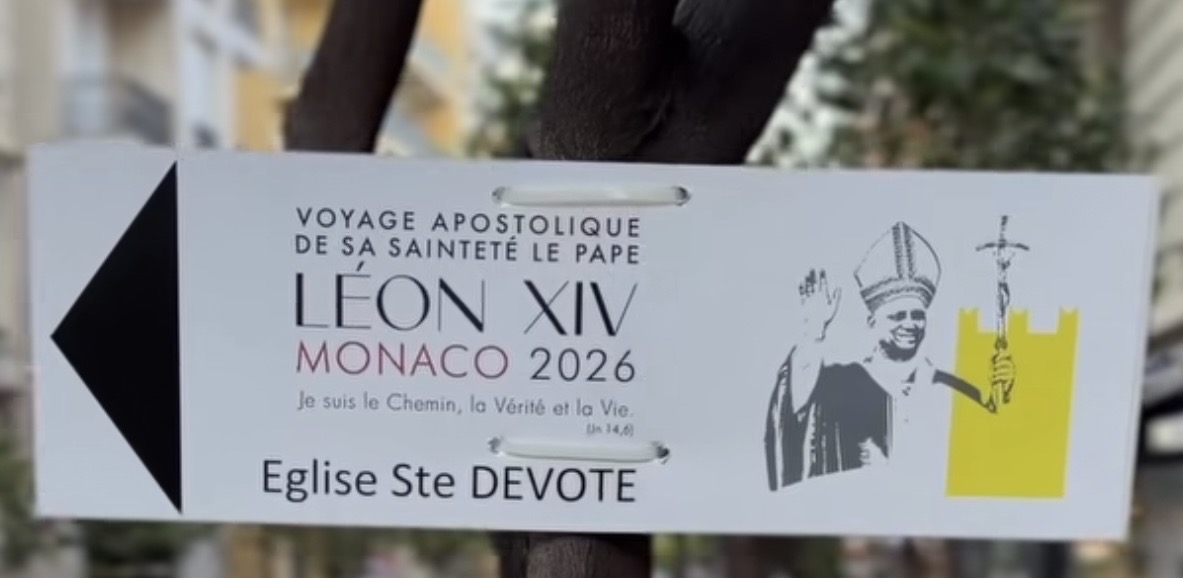 VOYAGE APOSTOLIQUE
DE SA SAINTETÉ LE PAPE
LÉON XIV
MONACO 2026
Je suis le Chemin, la Vérité et la Vie.
(Jn 14,6)
Eglise Ste DEVOTE